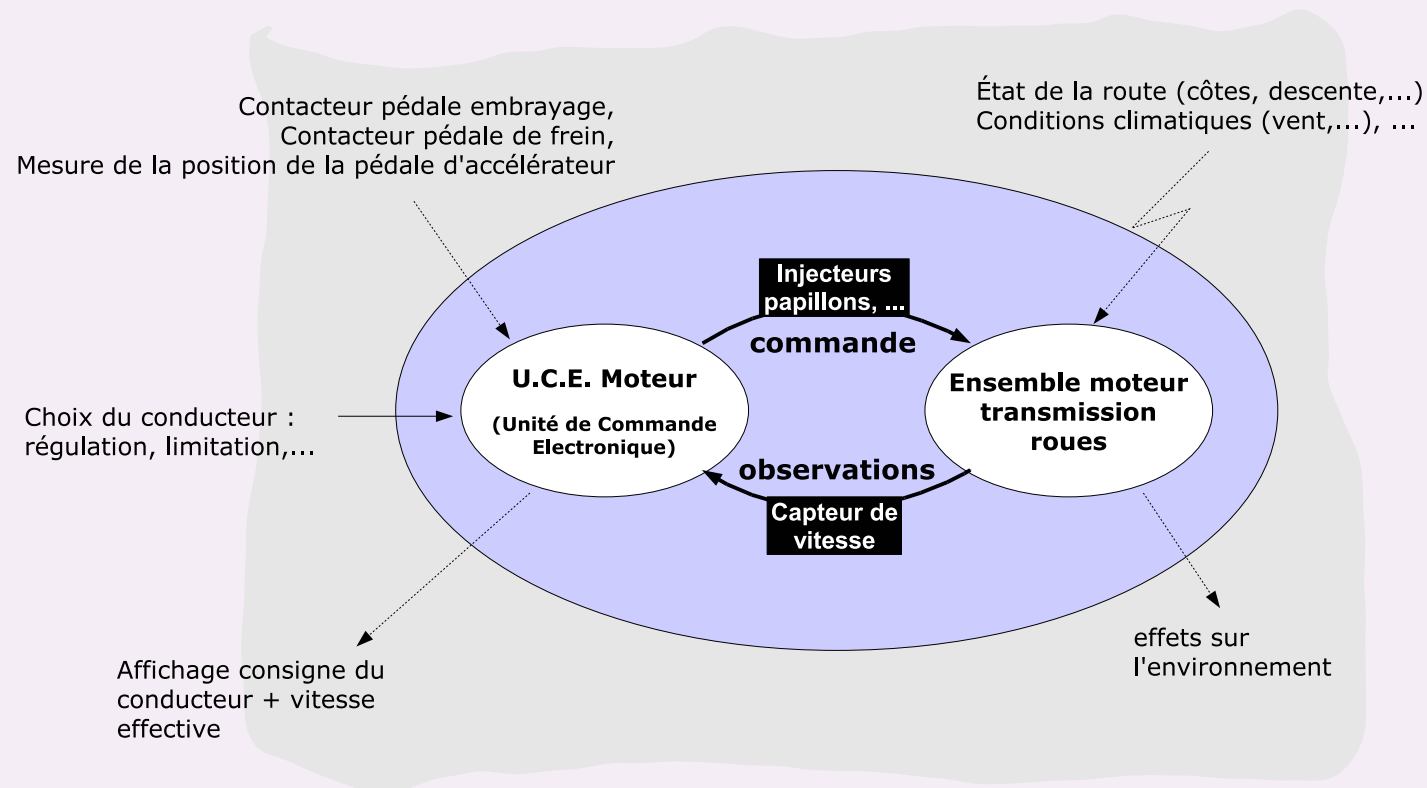 Contacteur pédale embrayage,
Contacteur pédale de frein,
Mesure de la position de la pédale d'accélérateur
État de la route (côtes, descente,...)
Conditions climatiques (vent,...), ...
Injecteurs
papillons, ...
commande
U.C.E. Moteur
(Unité de Commande
Electronique)
Ensemble moteur
transmission
roues
Choix du conducteur :
régulation, limitation,...
observations
Capteur de
vitesse
Affichage consigne du
conducteur + vitesse
effective
effets sur
l'environnement